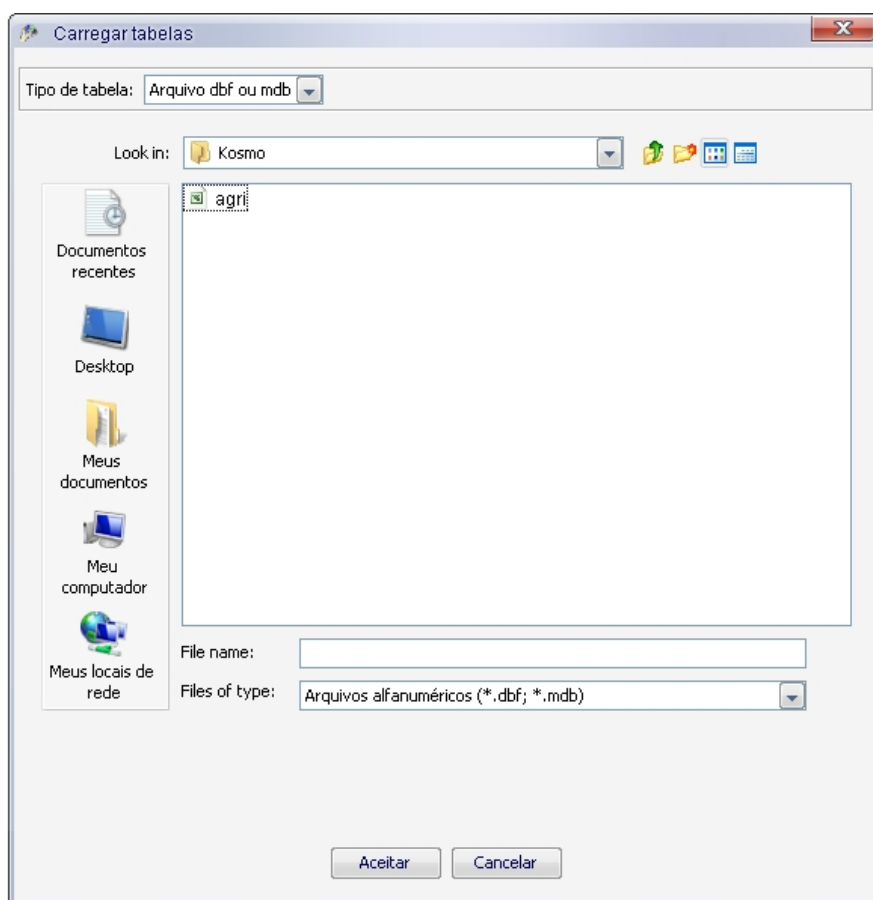 Carregar tabelas
Tipo de tabela: Arquivo dbf ou mdb
Look in: Kosmo
agri
Documentos
recentes
Desktop
Meus
documentos
Meu
computador
Meus locais de
rede
File name:
Files of type: Arquivos alfanuméricos (*.dbf; *.mdb)
Aceitar Cancelar